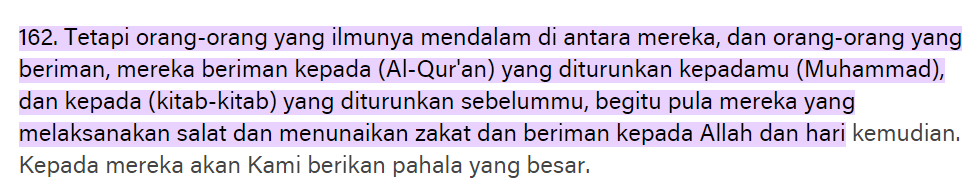 162. Tetapi orang-orang yang ilmunya mendalam di antara mereka, dan orang-orang yang
beriman, mereka beriman kepada (Al-Qur'an) yang diturunkan kepadamu (Muhammad),
dan kepada (kitab-kitab) yang diturunkan sebelummu, begitu pula mereka yang
melaksanakan salat dan menunaikan zakat dan beriman kepada Allah dan hari kemudian.
Kepada mereka akan Kami berikan pahala yang besar.